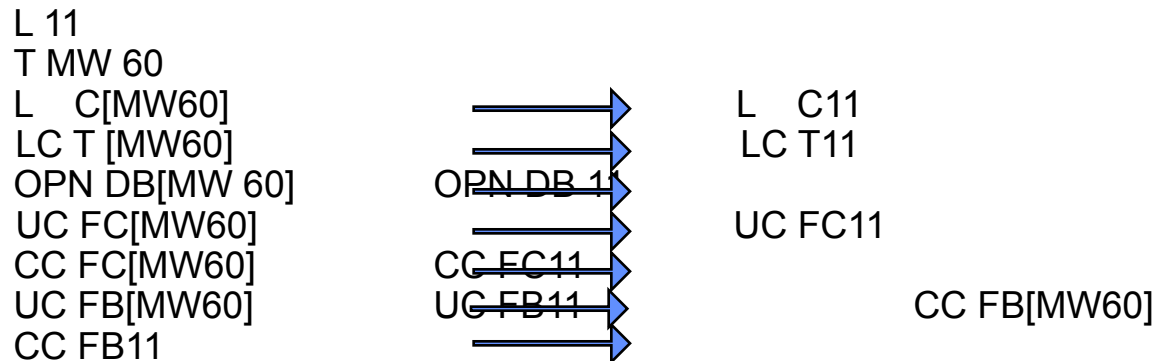 L 11
T MW 60
L C[MW60] L C11
LC T [MW60] LC T11
OPN DB[MW 60] OPN DB 11
UC FC[MW60] UC FC11
CC FC[MW60] CC FC11
UC FB[MW60] UC FB11 CC FB[MW60]
CC FB11